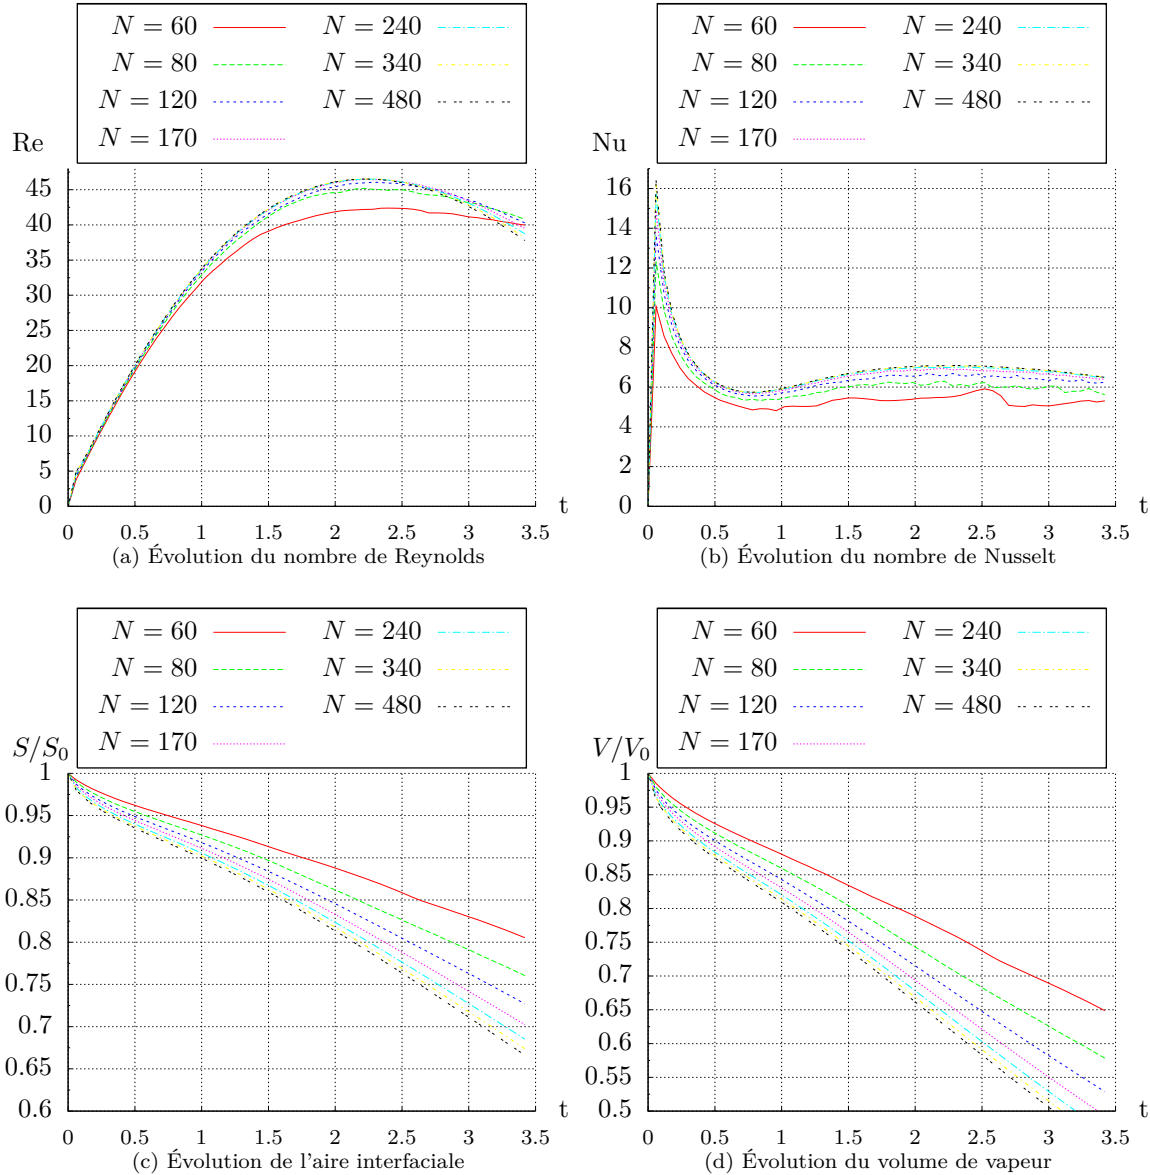 N = 60 N = 240
N = 80 N = 340
N = 120 N = 480
N = 170
Re
45
40
35
30
25
20
15
10
5
0
0 0.5 1 1.5 2 2.5 3 3.5
t
(a) Évolution du nombre de Reynolds
N = 60 N = 240
N = 80 N = 340
N = 120 N = 480
N = 170
Nu
16
14
12
10
8
6
4
2
0
0 0.5 1 1.5 2 2.5 3 3.5
t
(b) Évolution du nombre de Nusselt
N = 60 N = 240
N = 80 N = 340
N = 120 N = 480
N = 170
S/S₀
1
0.95
0.9
0.85
0.8
0.75
0.7
0.65
0.6
0 0.5 1 1.5 2 2.5 3 3.5
t
(c) Évolution de l'aire interfaciale
N = 60 N = 240
N = 80 N = 340
N = 120 N = 480
N = 170
V/V₀
1
0.95
0.9
0.85
0.8
0.75
0.7
0.65
0.6
0.55
0.5
0 0.5 1 1.5 2 2.5 3 3.5
t
(d) Évolution du volume de vapeur